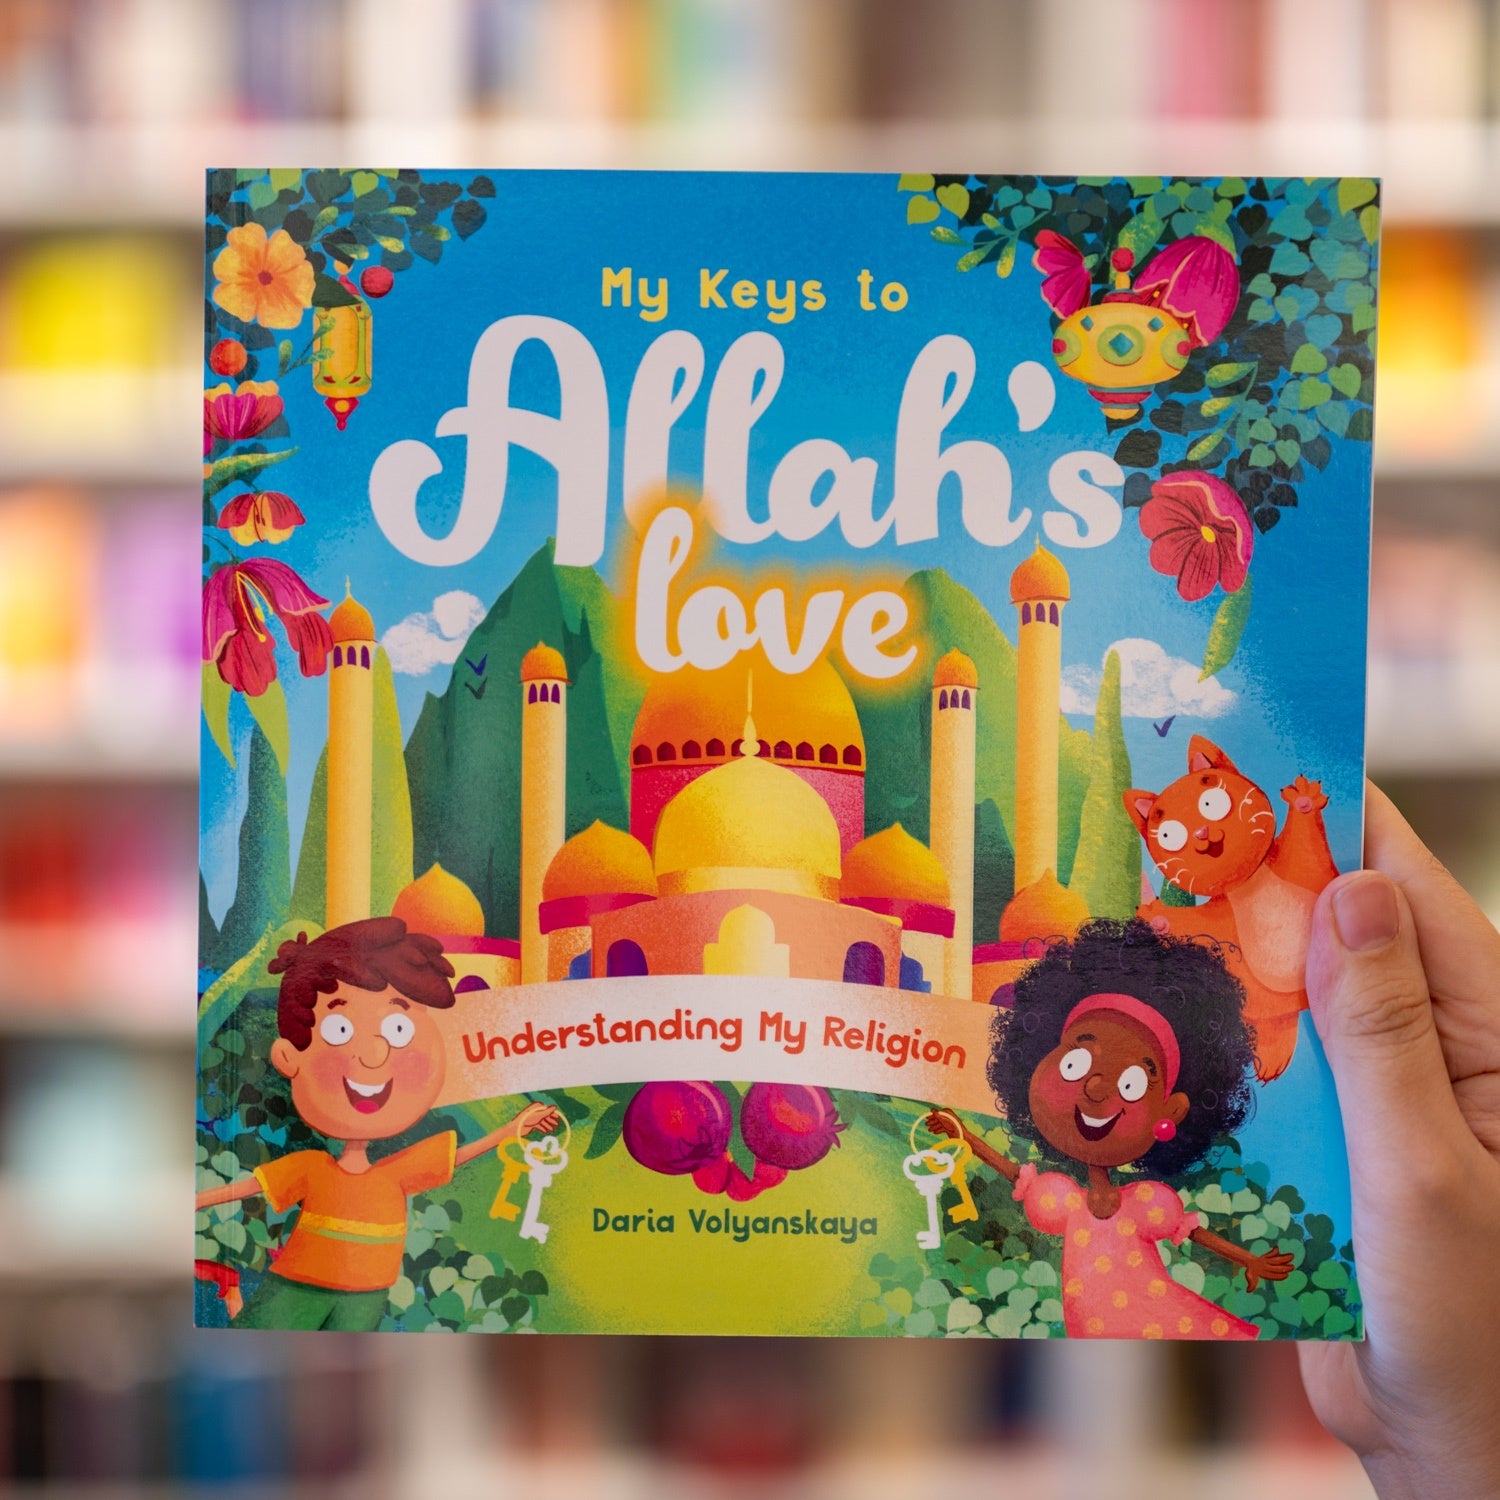 My Keys to
Allah's
love
Understanding My Religion
Daria Volyanskaya